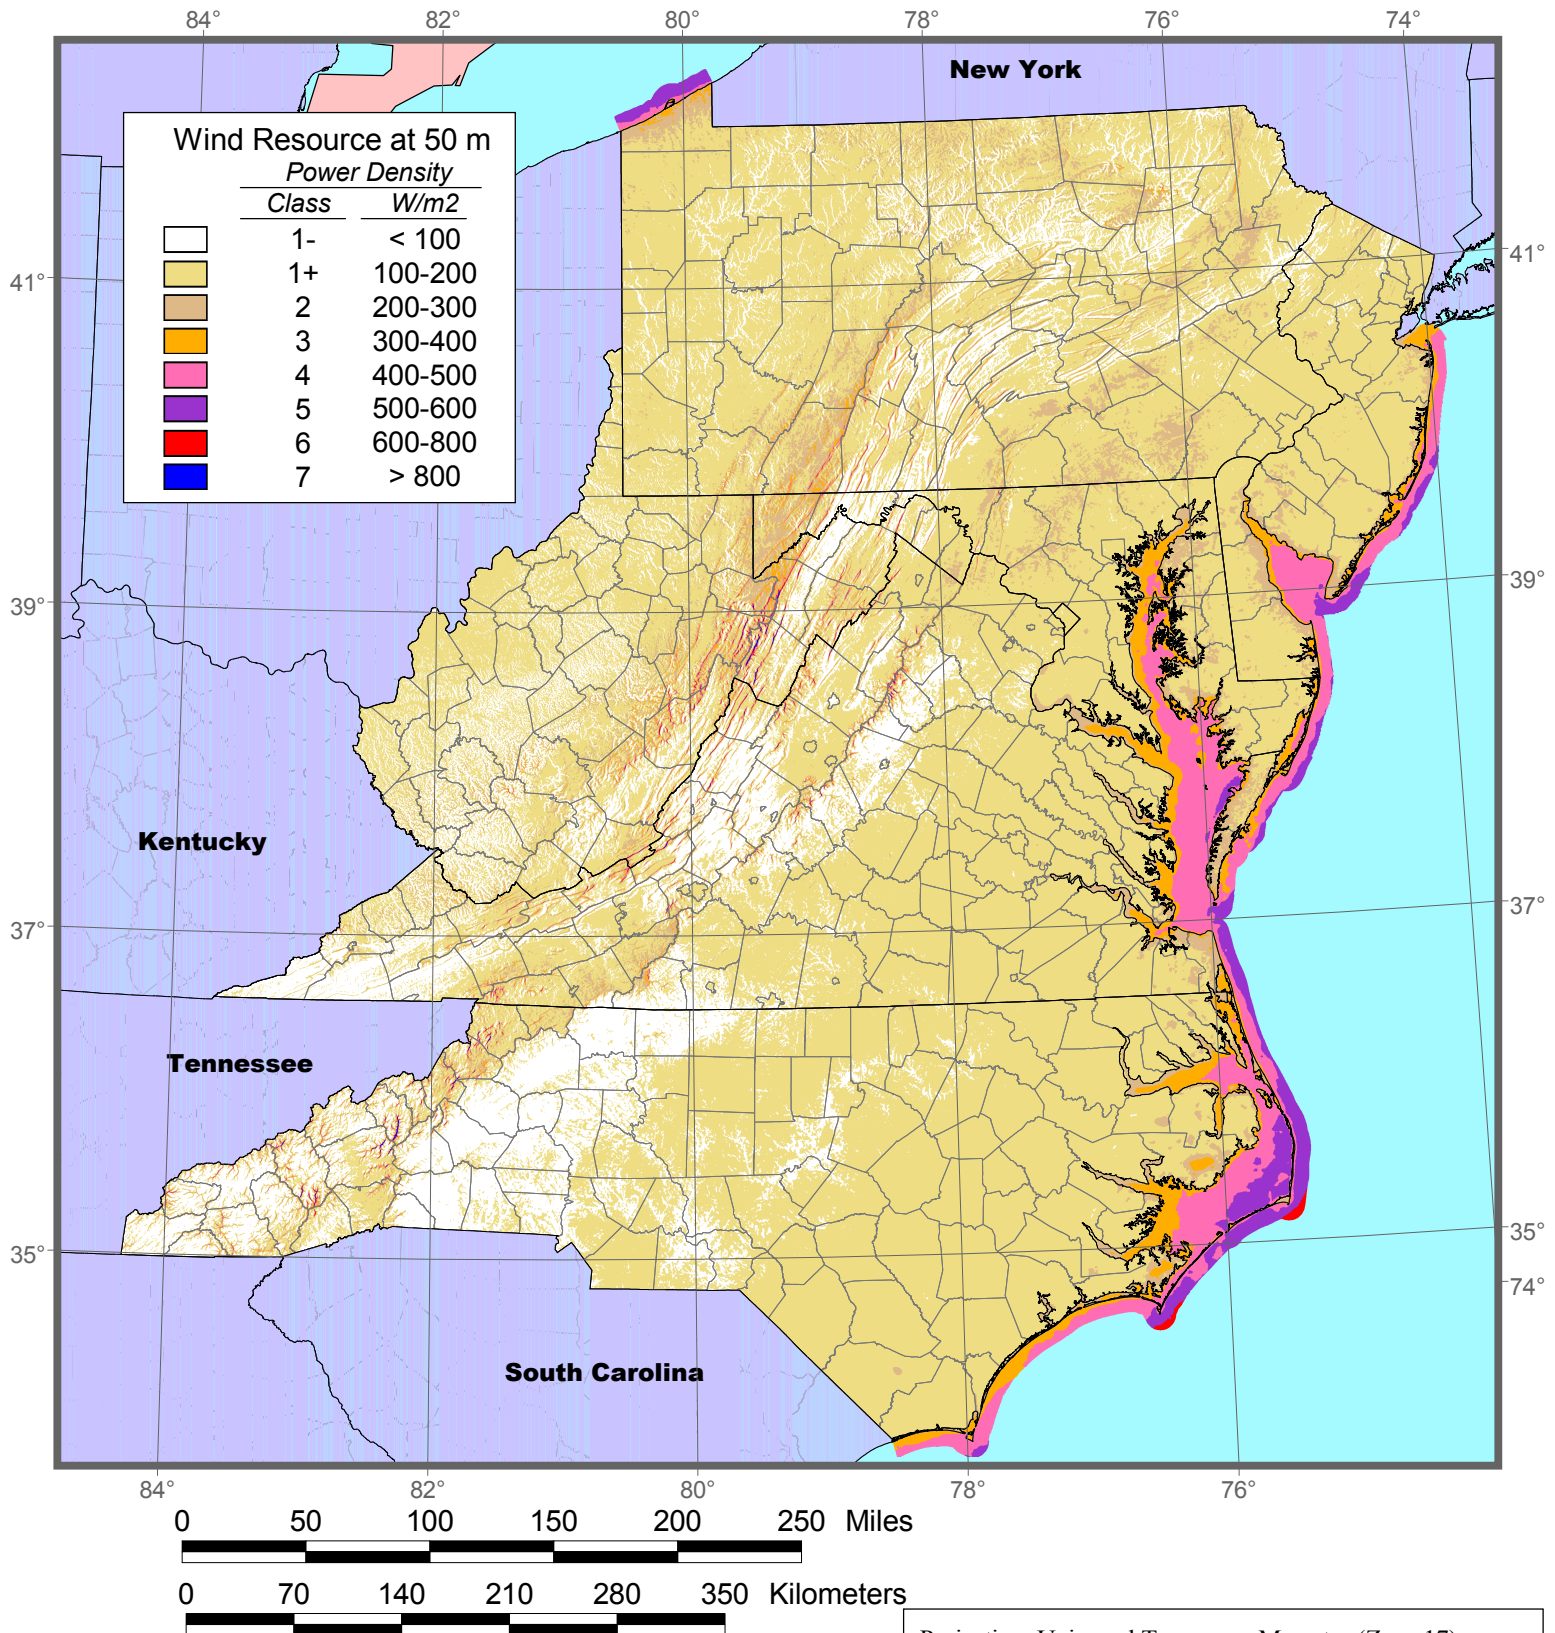 84° 82° 80° 78° 76° 74°
New York
Wind Resource at 50 m
Power Density
Class W/m2
1- < 100
1+ 100-200
2 200-300
3 300-400
4 400-500
5 500-600
6 600-800
7 > 800
41° 41°
39° 39°
Kentucky
37° 37°
Tennessee
35° 35°
74°
South Carolina
84° 82° 80° 78° 76°
0 50 100 150 200 250 Miles
0 70 140 210 280 350 Kilometers